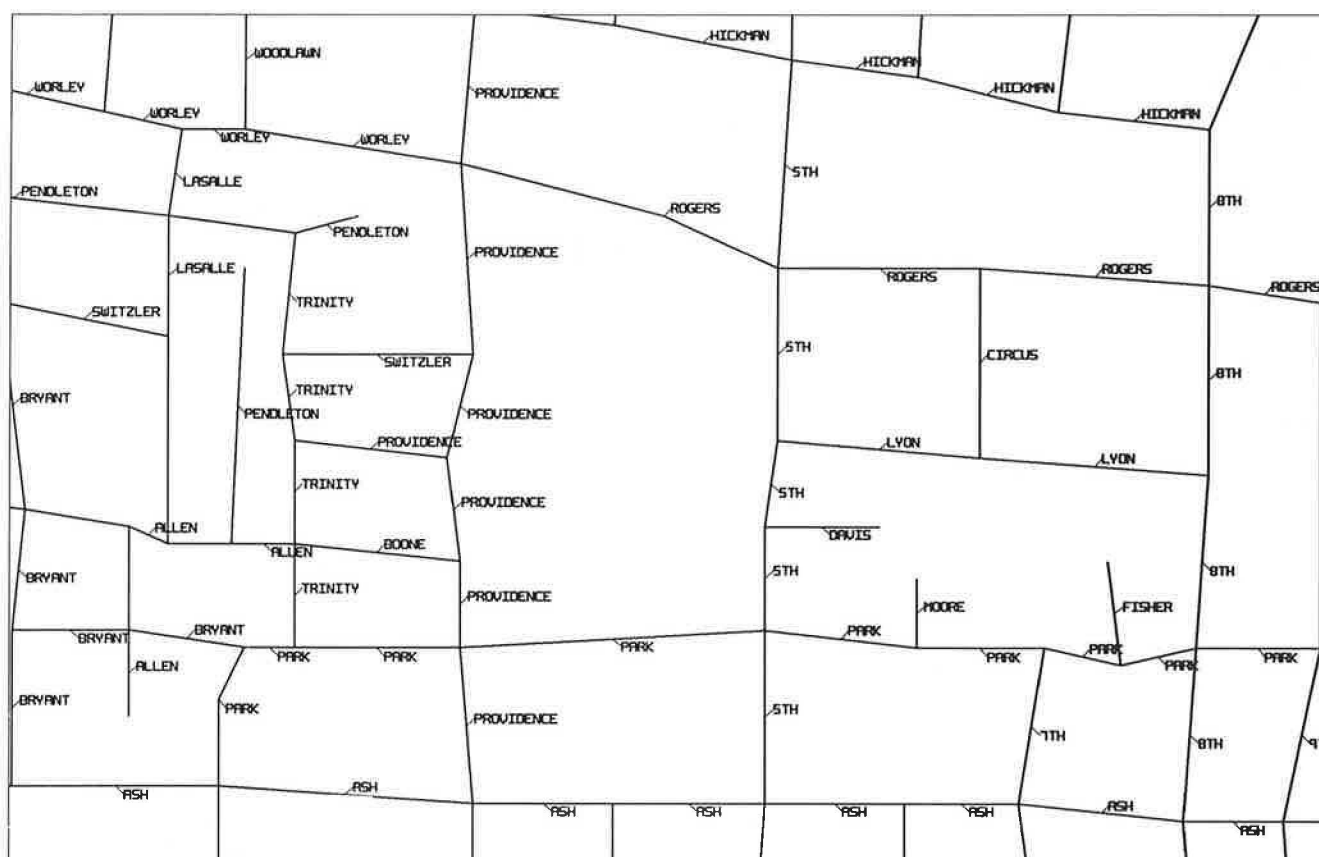 HICKMAN
WOODLAWN
HICKMAN
WORLEY
HICKMAN
PROVIDENCE
WORLEY
HICKMAN
WORLEY
WORLEY
5TH
LASALLE
PENDLETON
8TH
ROGERS
PENDLETON
PROVIDENCE
LASALLE
ROGERS
ROGERS
ROGERS
TRINITY
SWITZLER
5TH
CIRCUS
SWITZLER
8TH
TRINITY
BRYANT
PENDLETON
PROVIDENCE
PROVIDENCE
LYON
LYON
TRINITY
5TH
PROVIDENCE
ALLEN
DAVIS
ALLEN
BOONE
5TH
8TH
BRYANT
TRINITY
PROVIDENCE
MOORE
FISHER
BRYANT
BRYANT
PARK
PARK
PARK
PARK
PARK
PARK
PARK
PARK
ALLEN
BRYANT
PARK
PROVIDENCE
5TH
7TH
8TH
ASH
ASH
ASH
ASH
ASH
ASH
ASH
ASH